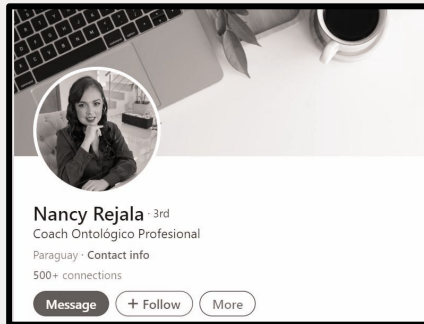 Nancy Rejala · 3rd
Coach Ontológico Profesional
Paraguay · Contact info
500+ connections
Message + Follow More